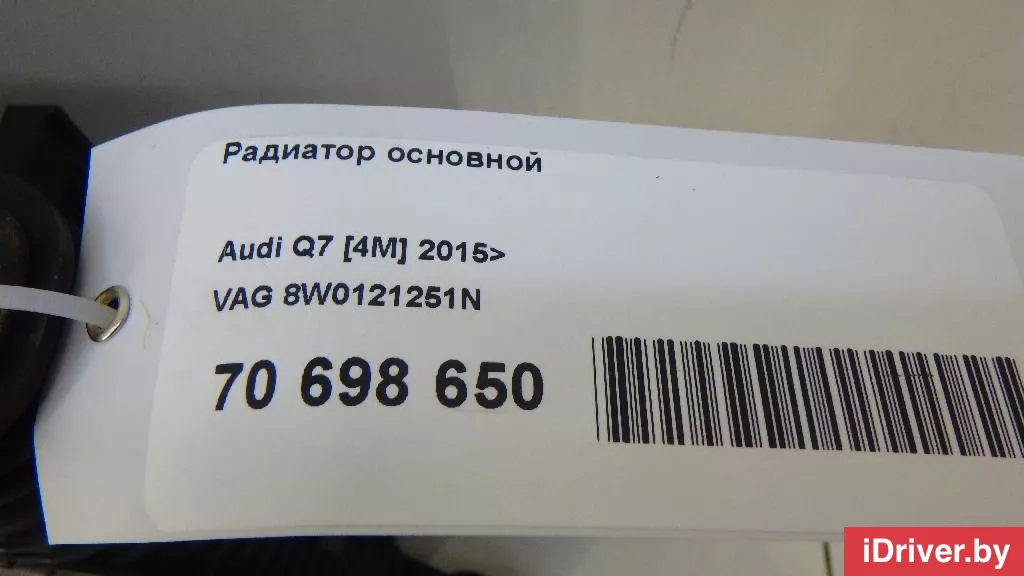 Радиатор основной
Audi Q7 [4M] 2015>
VAG 8W0121251N
70 698 650
iDriver.by